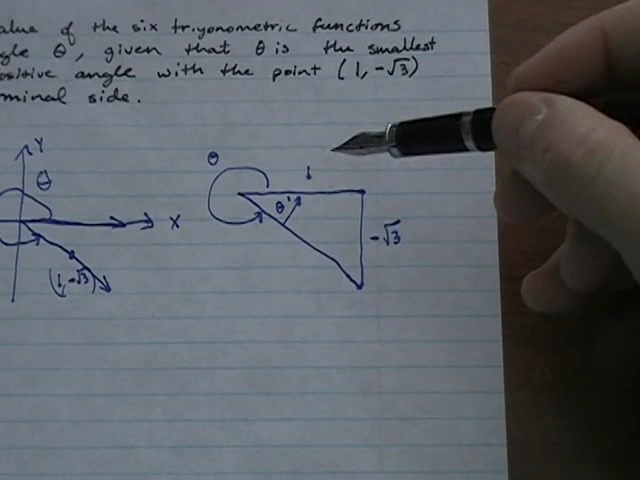 alue of the six trigonometric functions
gle θ, given that θ is the smallest
ositive angle with the point (1, -√3)
minal side.
Y
θ
θ
1
θ'
X
-√3
(1, -√3)